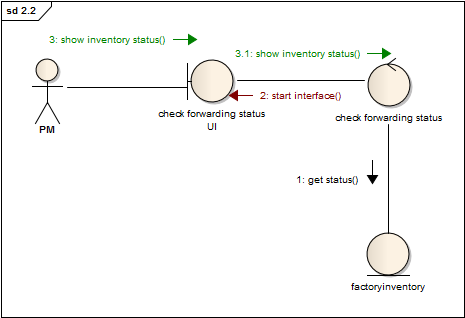 sd 2.2
3: show inventory status()
3.1: show inventory status()
2: start interface()
check forwarding status
UI
check forwarding status
PM
1: get status()
factoryinventory